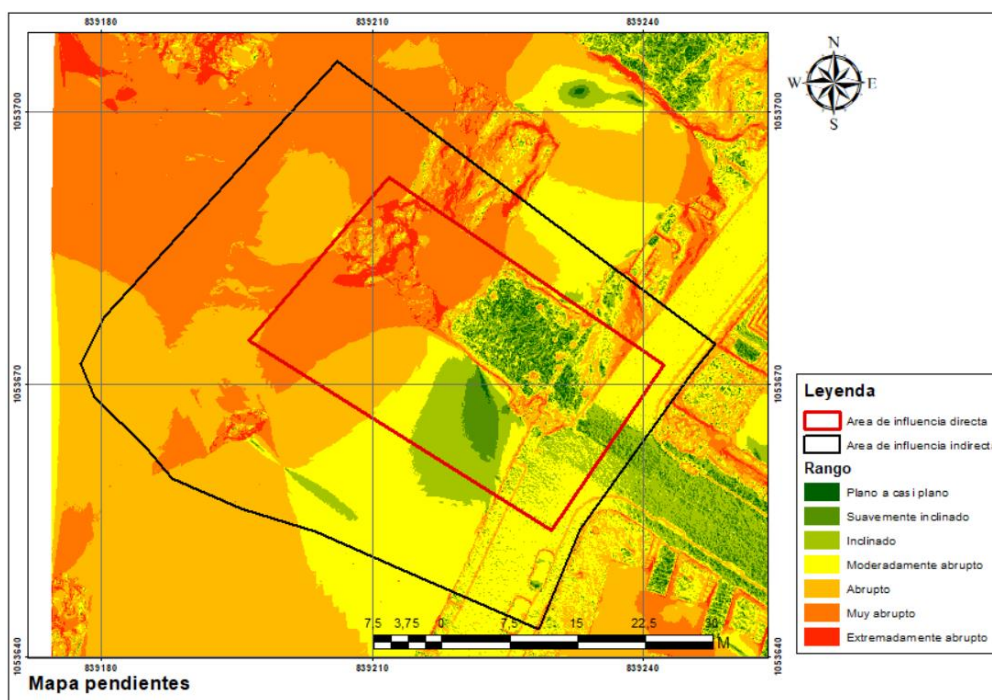 839180 839210 839240
N
W E
S
1053700 1053700
1053670 1053670
1053640 1053640
Leyenda
Area de influencia directa
Area de influencia indirecta
Rango
Plano a casi plano
Suavemente inclinado
Inclinado
Moderadamente abrupto
Abrupto
Muy abrupto
Extremadamente abrupto
7,5 3,75 0 7,5 15 22,5 30
M
839180 839210 839240
Mapa pendientes